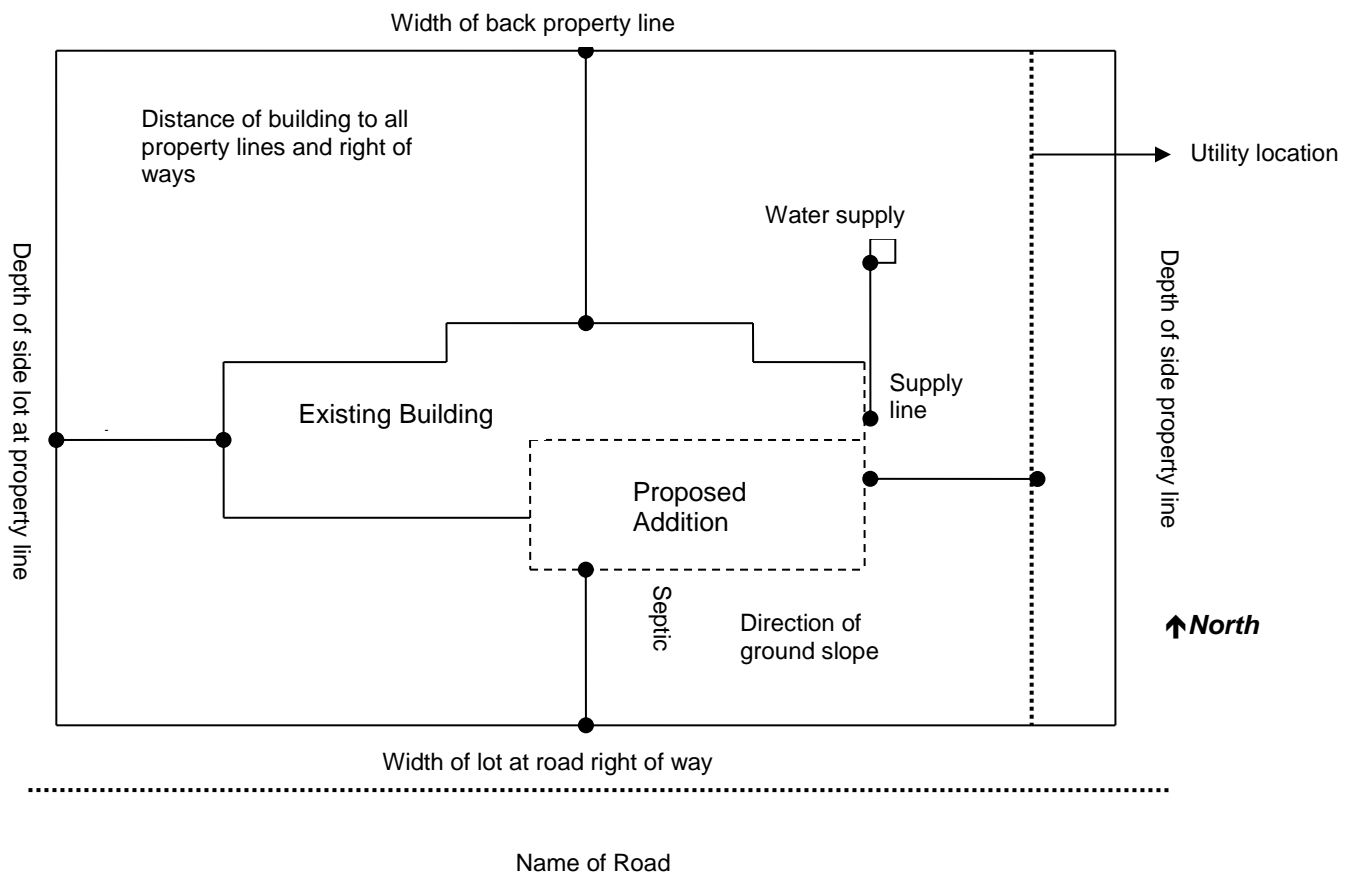 Width of back property line
Distance of building to all
property lines and right of
ways
Utility location
Water supply
Depth of side lot at property line
Depth of side property line
Supply
line
Existing Building
Proposed
Addition
Septic
Direction of
ground slope
North
Width of lot at road right of way
Name of Road